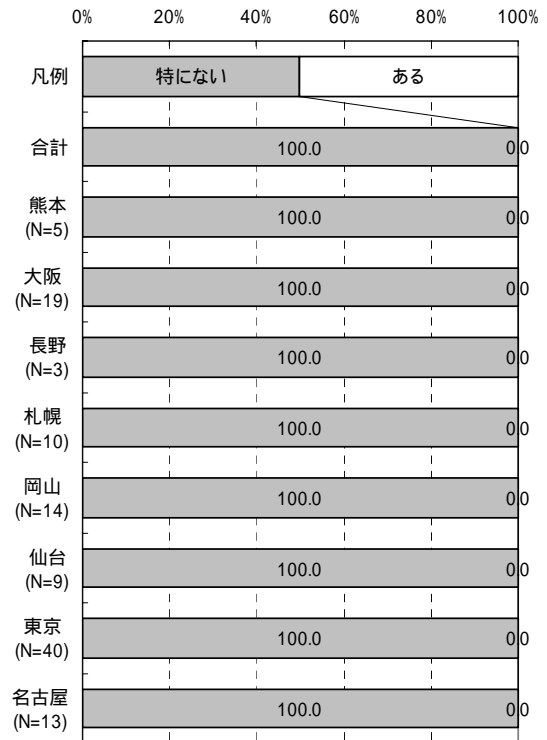 0% 20% 40% 60% 80% 100%
凡例 特にない ある
合計 100.0 0.0
熊本
(N=5) 100.0 0.0
大阪
(N=19) 100.0 0.0
長野
(N=3) 100.0 0.0
札幌
(N=10) 100.0 0.0
岡山
(N=14) 100.0 0.0
仙台
(N=9) 100.0 0.0
東京
(N=40) 100.0 0.0
名古屋
(N=13) 100.0 0.0